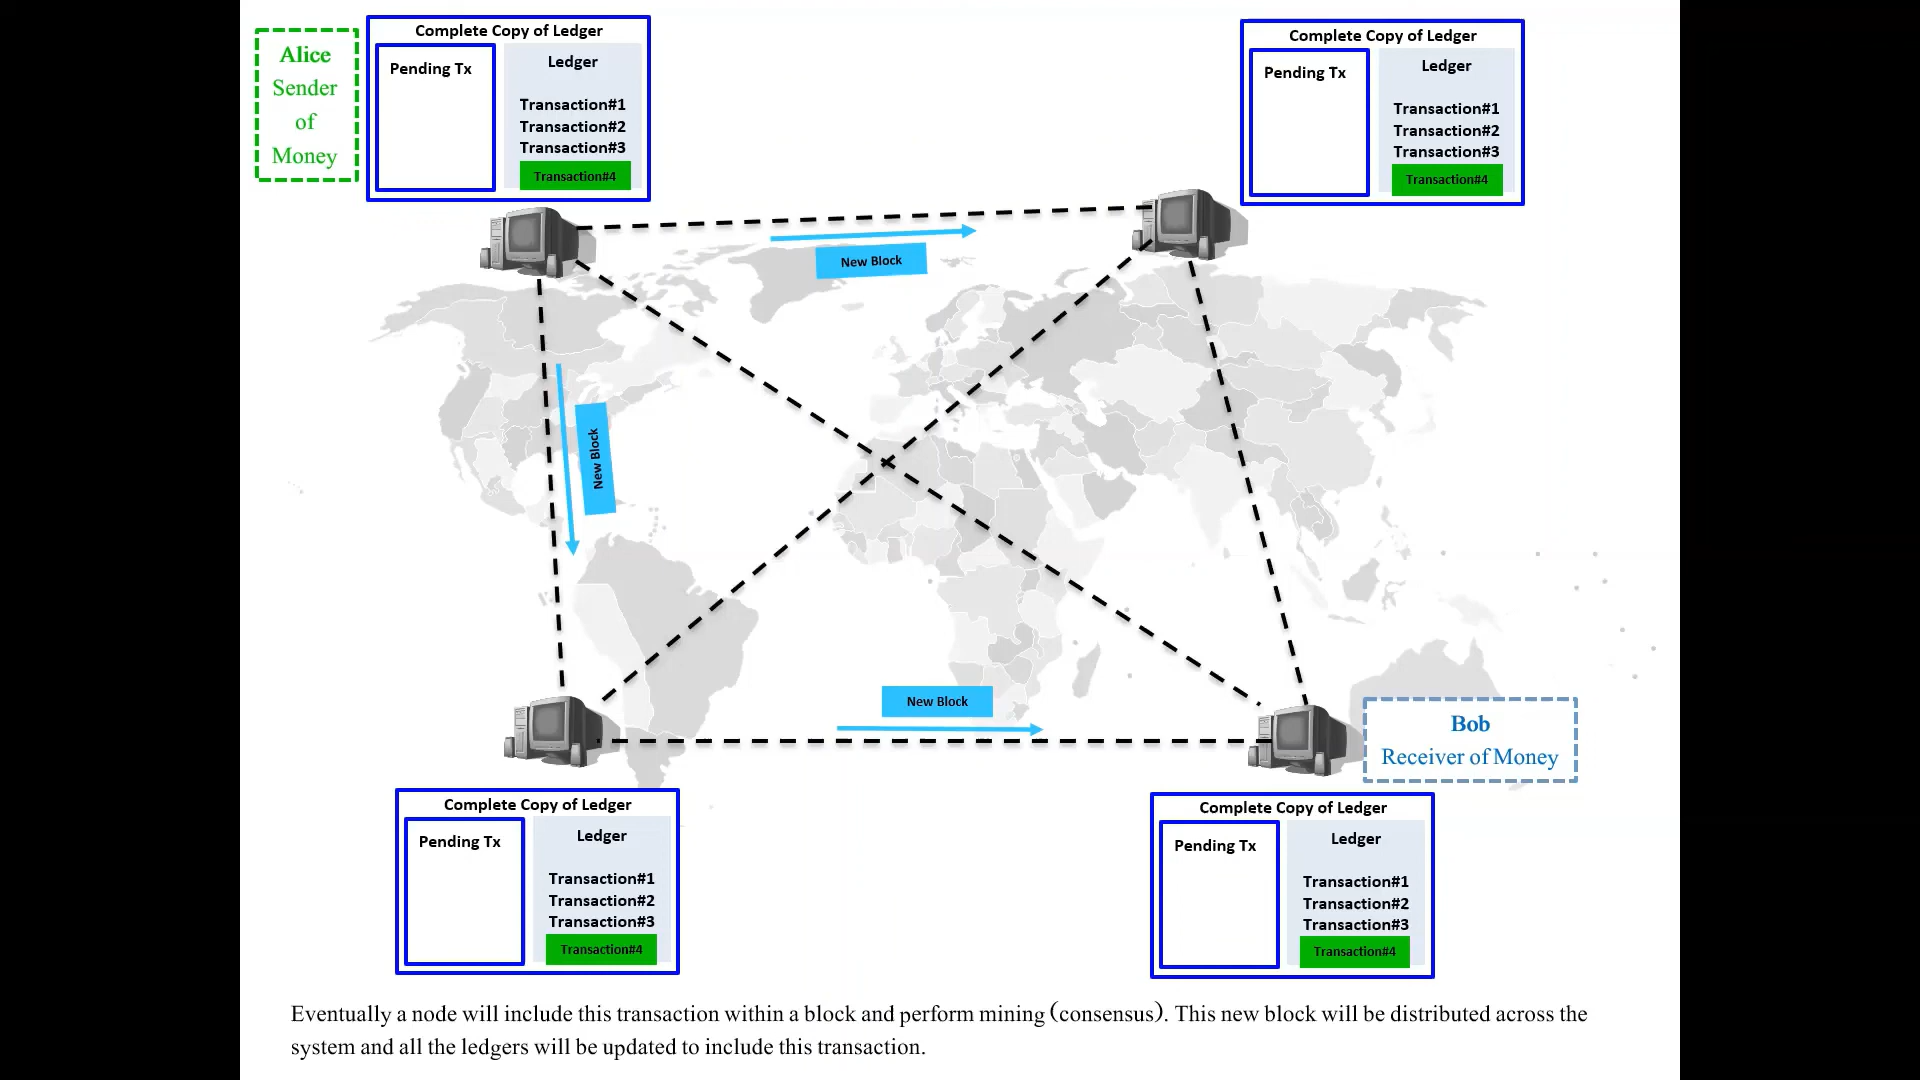 Alice
Sender
of
Money
Complete Copy of Ledger
Pending Tx
Ledger
Transaction#1
Transaction#2
Transaction#3
Transaction#4
Complete Copy of Ledger
Pending Tx
Ledger
Transaction#1
Transaction#2
Transaction#3
Transaction#4
New Block
New Block
New Block
Bob
Receiver of Money
Complete Copy of Ledger
Pending Tx
Ledger
Transaction#1
Transaction#2
Transaction#3
Transaction#4
Complete Copy of Ledger
Pending Tx
Ledger
Transaction#1
Transaction#2
Transaction#3
Transaction#4
Eventually a node will include this transaction within a block and perform mining (consensus). This new block will be distributed across the
system and all the ledgers will be updated to include this transaction.